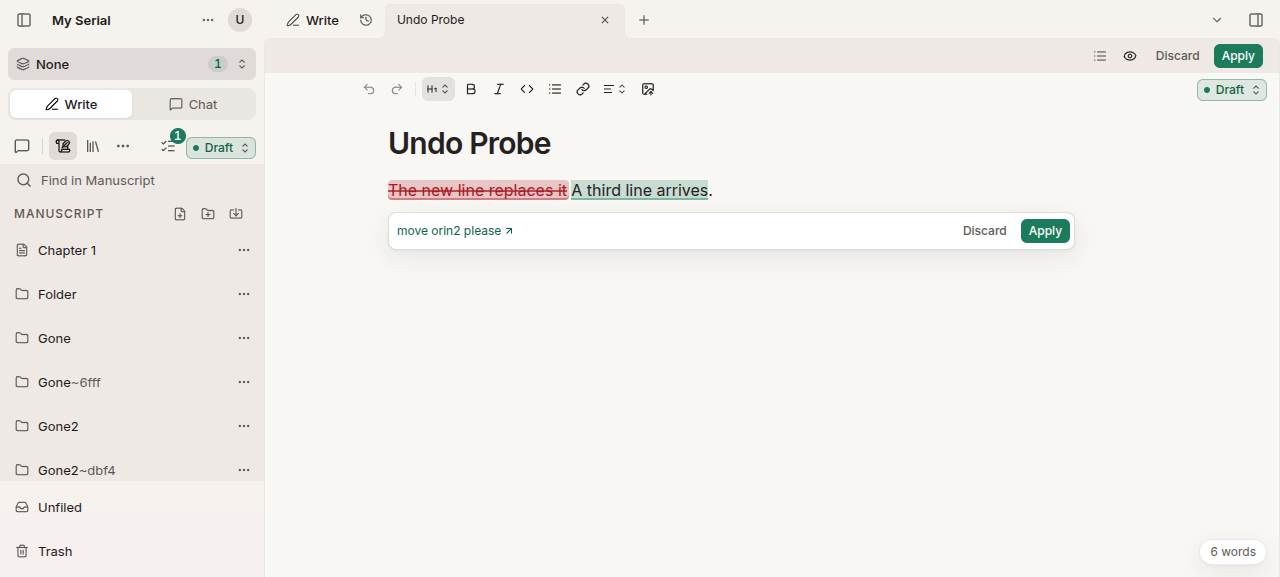 My Serial
U
Write
Undo Probe
None
1
Discard
Apply
Write
Chat
H1
Draft
1
Draft
Undo Probe
Find in Manuscript
The new line replaces it A third line arrives.
MANUSCRIPT
move orin2 please
Discard
Apply
Chapter 1
Folder
Gone
Gone~6fff
Gone2
Gone2~dbf4
Unfiled
Trash
6 words